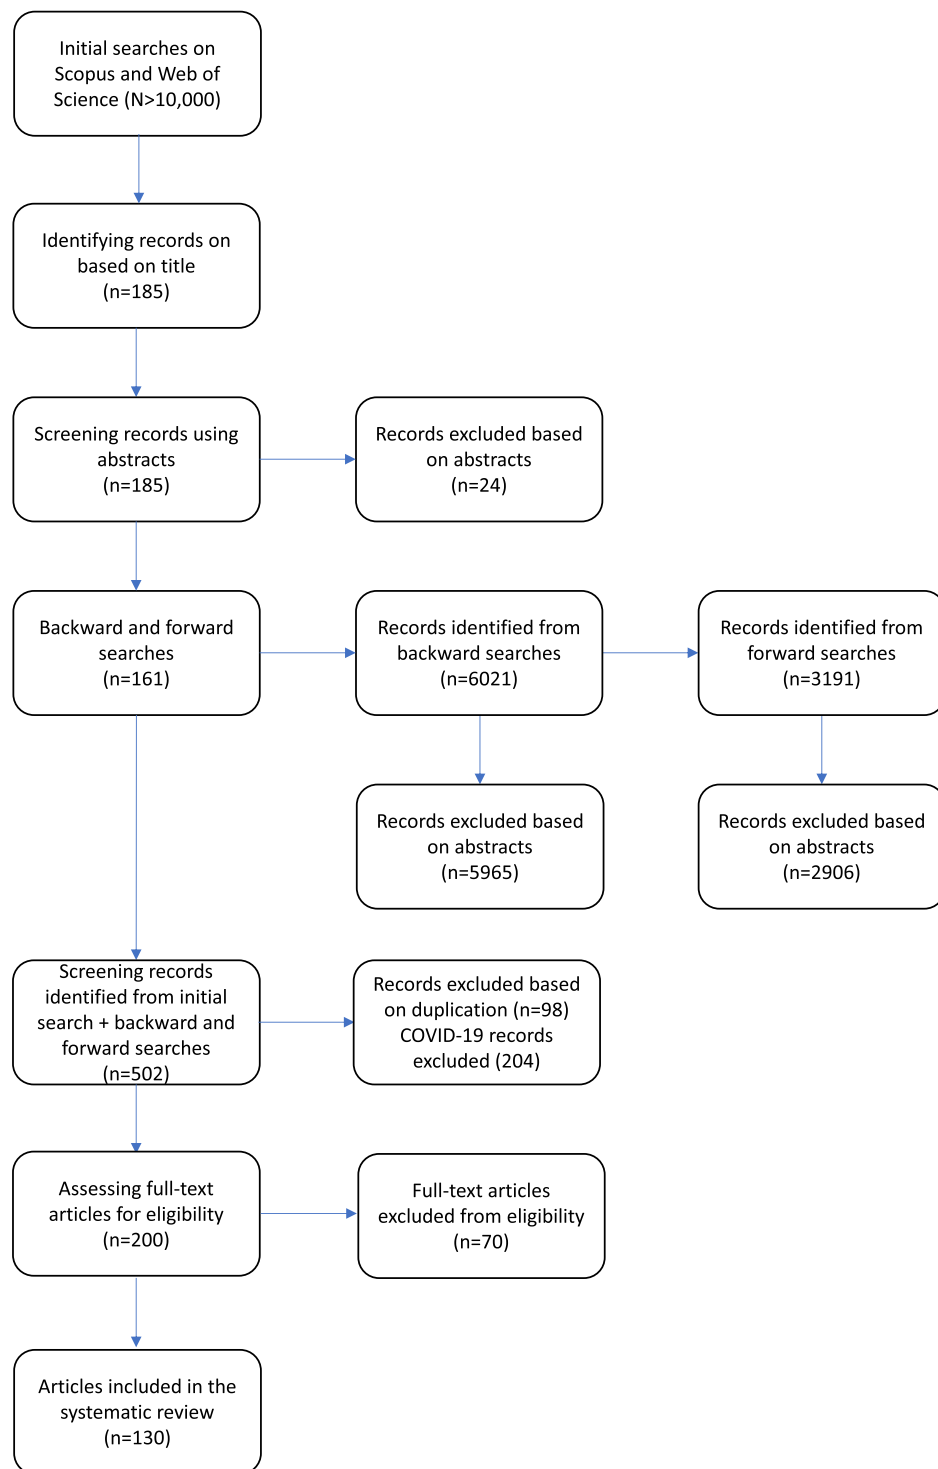 Initial searches on
Scopus and Web of
Science (N>10,000)
Identifying records on
based on title
(n=185)
Screening records using
abstracts
(n=185)
Records excluded based
on abstracts
(n=24)
Backward and forward
searches
(n=161)
Records identified from
backward searches
(n=6021)
Records identified from
forward searches
(n=3191)
Records excluded based
on abstracts
(n=5965)
Records excluded based
on abstracts
(n=2906)
Screening records
identified from initial
search + backward and
forward searches
(n=502)
Records excluded based
on duplication (n=98)
COVID-19 records
excluded (204)
Assessing full-text
articles for eligibility
(n=200)
Full-text articles
excluded from eligibility
(n=70)
Articles included in the
systematic review
(n=130)